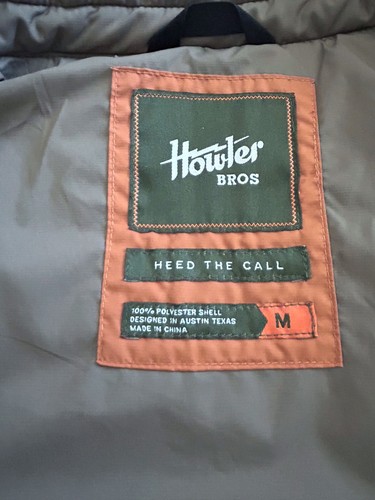 Howler
BROS
HEED THE CALL
100% POLYESTER SHELL
DESIGNED IN AUSTIN TEXAS
MADE IN CHINA
M